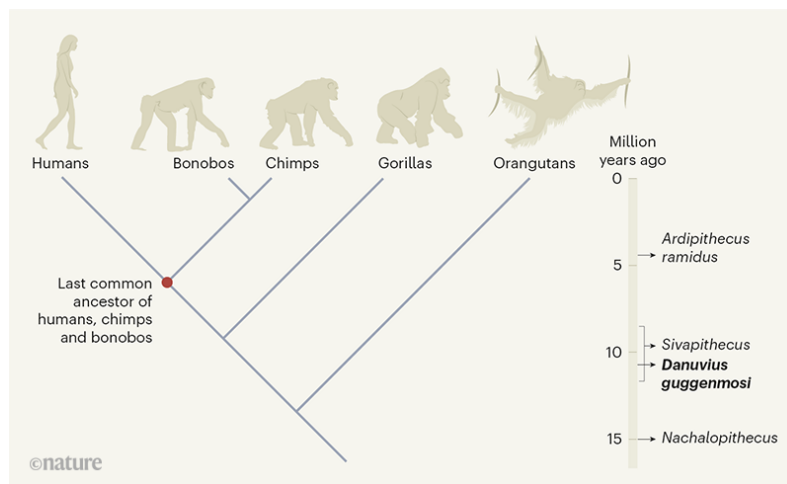 Humans
Bonobos
Chimps
Gorillas
Orangutans
Million
years ago
0
Ardipithecus
ramidus
5
Last common
ancestor of
humans, chimps
and bonobos
10
Sivapithecus
Danuvius
guggenmosi
15
Nachalopithecus
©nature